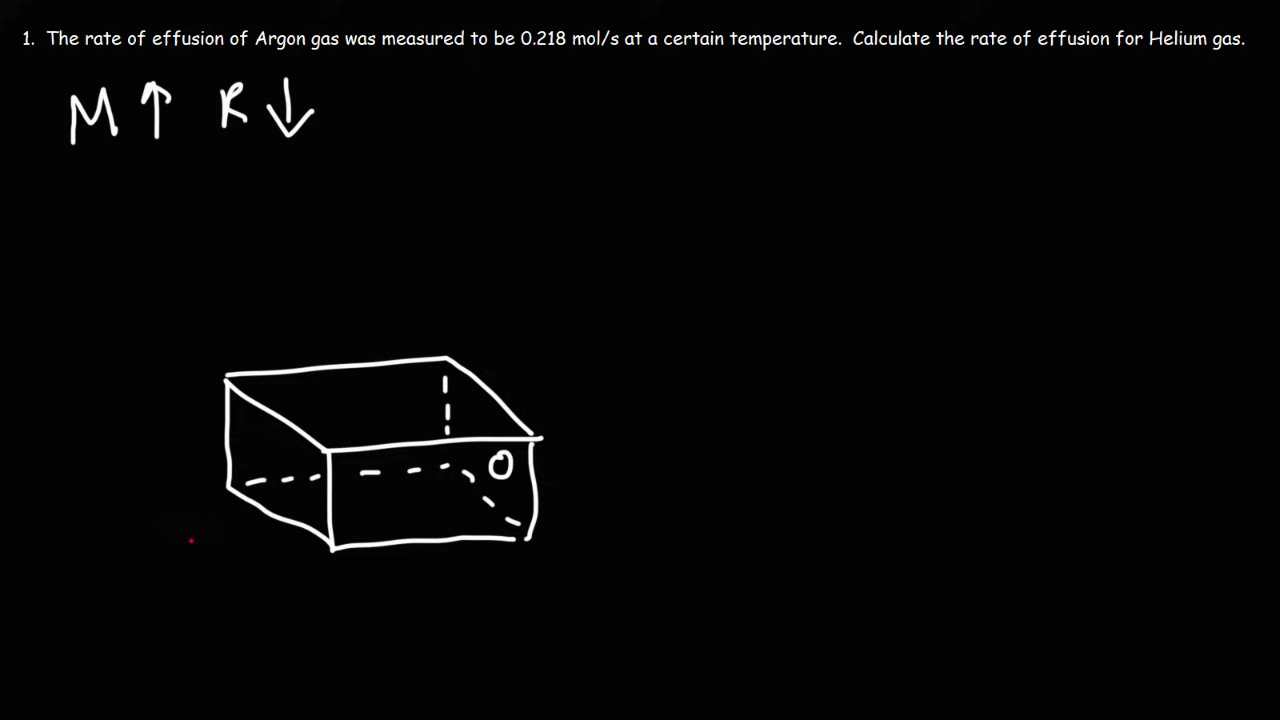 1. The rate of effusion of Argon gas was measured to be 0.218 mol/s at a certain temperature. Calculate the rate of effusion for Helium gas.
M ↑ R ↓